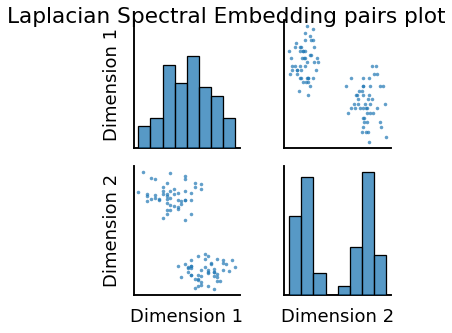 Laplacian Spectral Embedding pairs plot
Dimension 1
Dimension 2
Dimension 1
Dimension 2